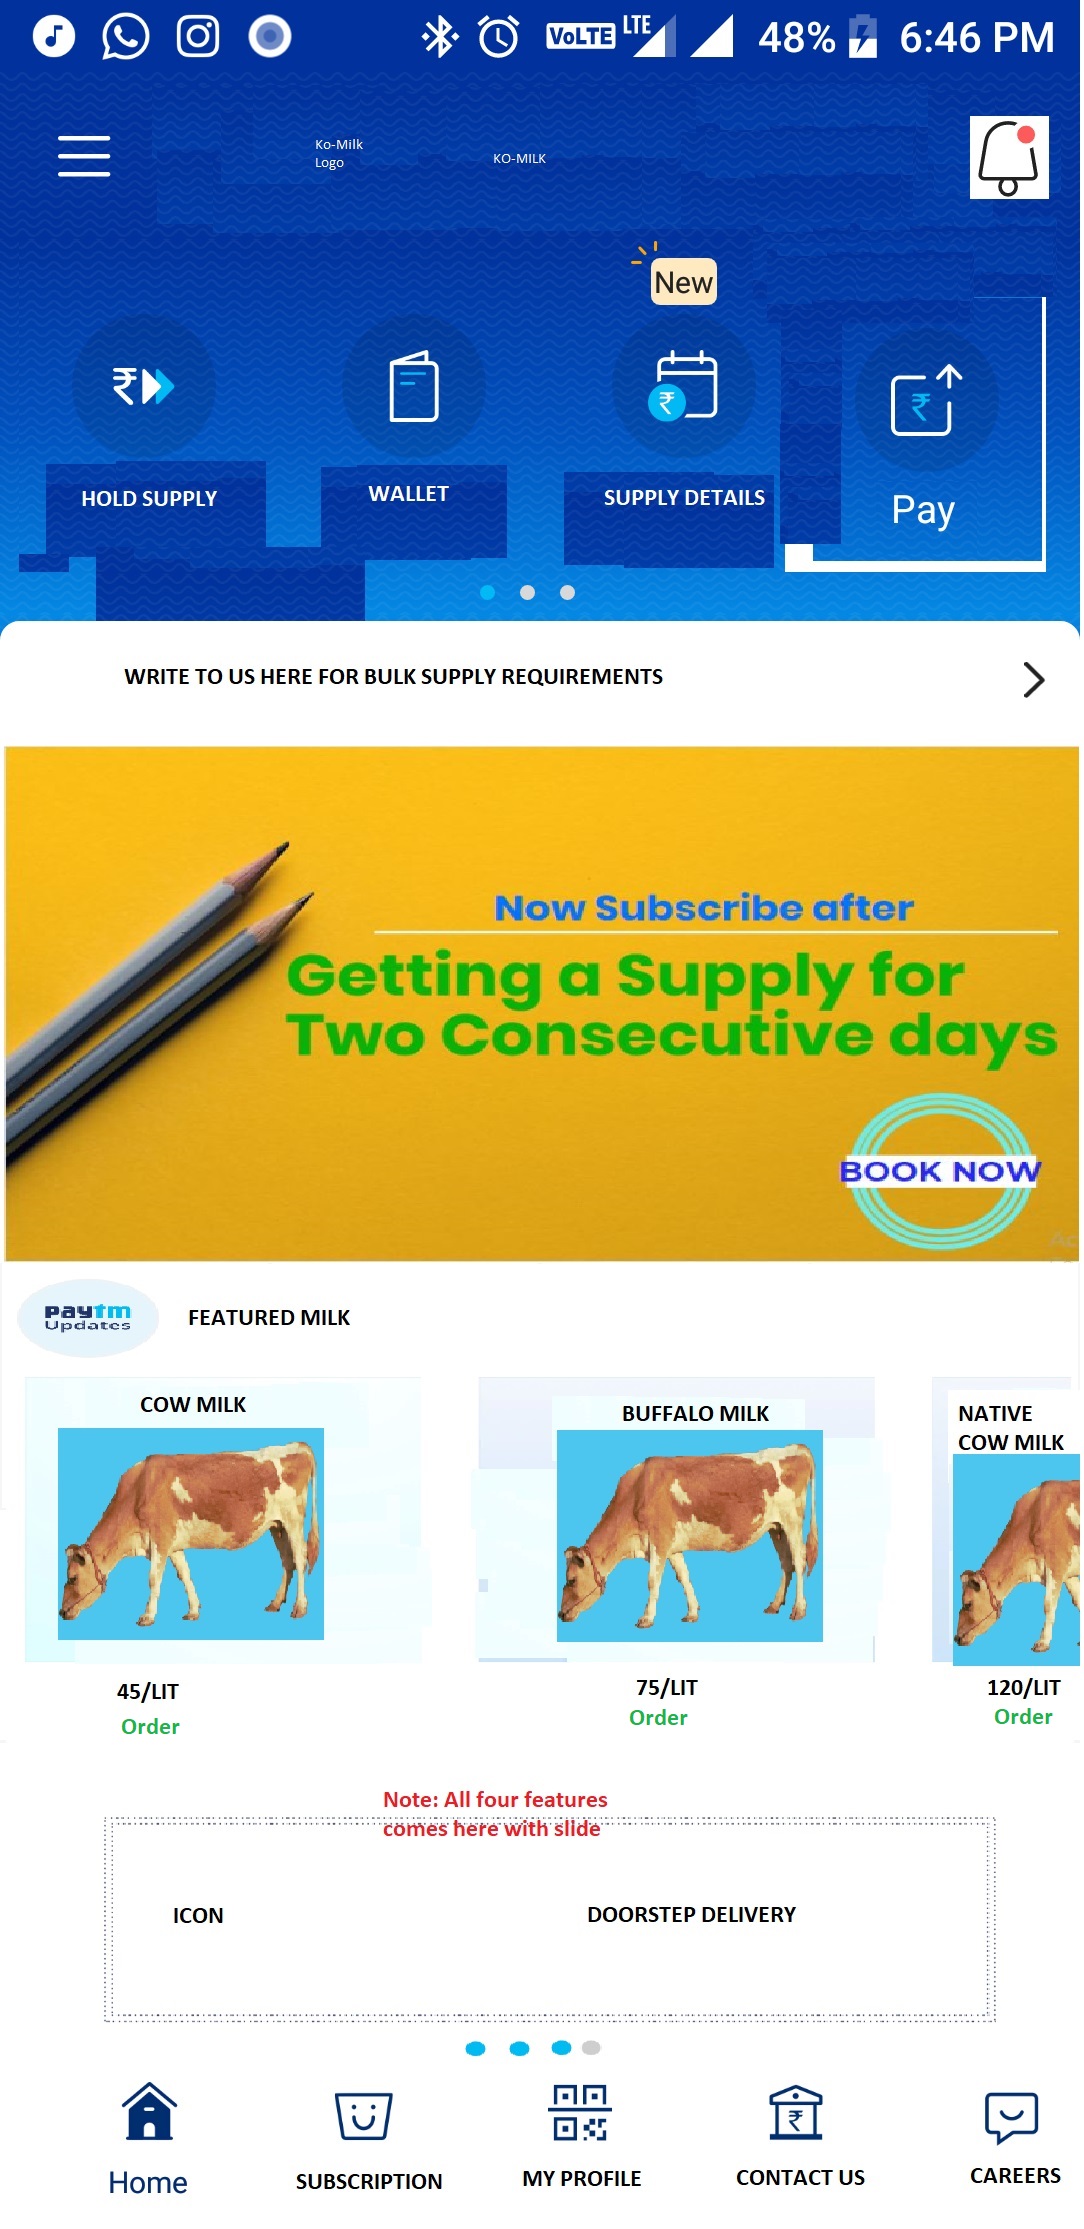 VoLTE LTE 48% 6:46 PM
Ko-Milk
Logo
KO-MILK
New
HOLD SUPPLY
WALLET
SUPPLY DETAILS
Pay
WRITE TO US HERE FOR BULK SUPPLY REQUIREMENTS
Now Subscribe after
Getting a Supply for
Two Consecutive days
BOOK NOW
paytm
Updates
FEATURED MILK
COW MILK
BUFFALO MILK
NATIVE
COW MILK
45/LIT
75/LIT
120/LIT
Order
Order
Order
Note: All four features
comes here with slide
ICON
DOORSTEP DELIVERY
Home
SUBSCRIPTION
MY PROFILE
CONTACT US
CAREERS